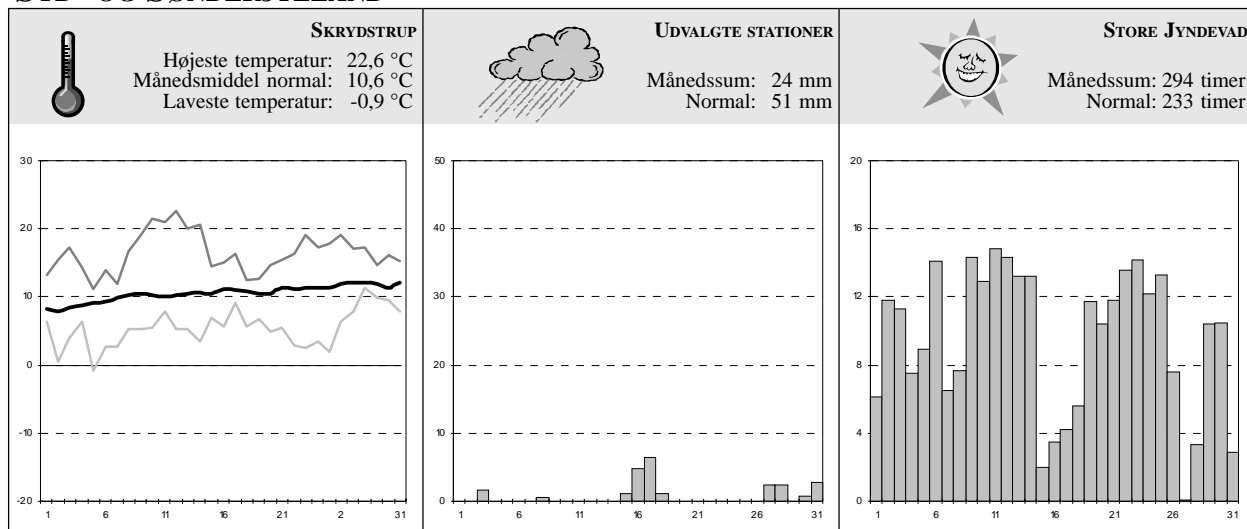 SKRYDSTRUP
Højeste temperatur: 22,6 °C
Månedsmiddel normal: 10,6 °C
Laveste temperatur: -0,9 °C
UDVALGTE STATIONER
Månedssum: 24 mm
Normal: 51 mm
STORE JYNDEVAD
Månedssum: 294 timer
Normal: 233 timer
30
20
10
0
-10
-20
1 6 11 16 21 2 31
50
40
30
20
10
0
1 6 11 16 21 26 31
20
16
12
8
4
0
1 6 11 16 21 26 31